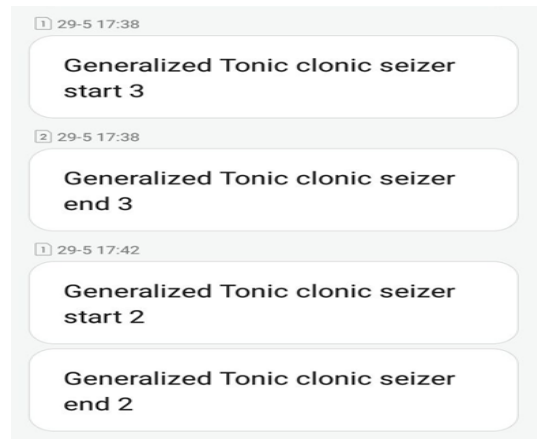 1 29-5 17:38
Generalized Tonic clonic seizer
start 3
2 29-5 17:38
Generalized Tonic clonic seizer
end 3
1 29-5 17:42
Generalized Tonic clonic seizer
start 2
Generalized Tonic clonic seizer
end 2